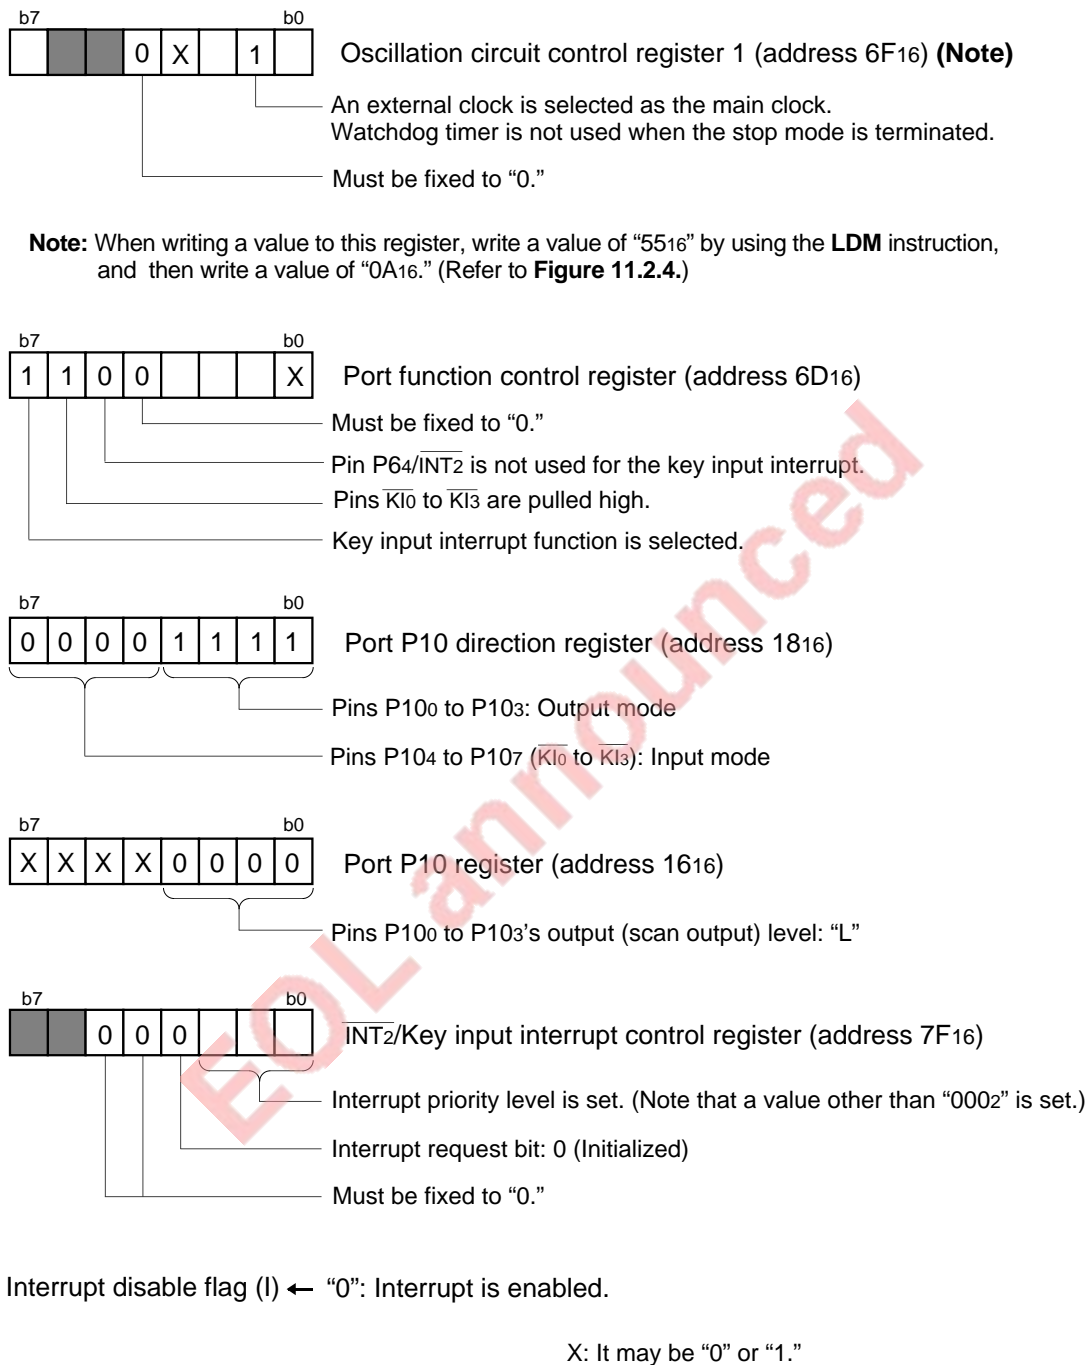 b7 b0
0 X 1 Oscillation circuit control register 1 (address 6F16) (Note)
An external clock is selected as the main clock.
Watchdog timer is not used when the stop mode is terminated.
Must be fixed to “0.”
Note: When writing a value to this register, write a value of “5516” by using the LDM instruction,
and then write a value of “0A16.” (Refer to Figure 11.2.4.)
b7 b0
1 1 0 0 X Port function control register (address 6D16)
Must be fixed to “0.”
Pin P64/INT2 is not used for the key input interrupt.
Pins KI0 to KI3 are pulled high.
Key input interrupt function is selected.
b7 b0
0 0 0 0 1 1 1 1 Port P10 direction register (address 1816)
Pins P100 to P103: Output mode
Pins P104 to P107 (KI0 to KI3): Input mode
b7 b0
X X X X 0 0 0 0 Port P10 register (address 1616)
Pins P100 to P103’s output (scan output) level: “L”
b7 b0
0 0 0 INT2/Key input interrupt control register (address 7F16)
Interrupt priority level is set. (Note that a value other than “0002” is set.)
Interrupt request bit: 0 (Initialized)
Must be fixed to “0.”
Interrupt disable flag (I) ← “0”: Interrupt is enabled.
X: It may be “0” or “1.”
EOL announced